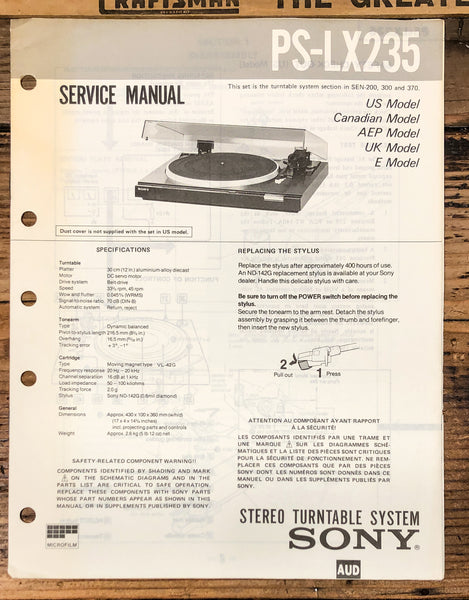 CRAFTSMAN THE GREATE
PS-LX235
This set is the turntable system section in SEN-200, 300 and 370.
SERVICE MANUAL
US Model
Canadian Model
AEP Model
UK Model
E Model
SONY
Dust cover is not supplied with the set in US model.
SPECIFICATIONS
Turntable
Platter 30 cm (12 in.) aluminium-alloy diecast
Motor DC servo motor
Drive system Belt-drive
Speed 33⅓ rpm, 45 rpm
Wow and flutter 0.045% (WRMS)
Signal-to-noise ratio 70 dB (DIN B)
Automatic system Return, reject
Tonearm
Type Dynamic balanced
Pivot-to-stylus length 216.5 mm
Overhang 16.5 mm
Tracking error + 3°, -1°
Cartridge
Type Moving magnet type VL-42G
Frequency response 20 Hz – 20 kHz
Channel separation 16 dB at 1 kHz
Load impedance 50 – 100 kohms
Tracking force 2.0 g
Stylus Sony ND-142G (0.6mil diamond)
General
Dimensions Approx. 430 x 100 x 360 mm (w/h/d)
(17 x 4 x 14¼ inches)
incl. projecting parts and controls
Weight Approx. 2.6 kg (5 lb 12 oz) net
SAFETY-RELATED COMPONENT WARNING!!
COMPONENTS IDENTIFIED BY SHADING AND MARK
⚠ ON THE SCHEMATIC DIAGRAMS AND IN THE
PARTS LIST ARE CRITICAL TO SAFE OPERATION.
REPLACE THESE COMPONENTS WITH SONY PARTS
WHOSE PART NUMBERS APPEAR AS SHOWN IN THIS
MANUAL OR IN SUPPLEMENTS PUBLISHED BY SONY.
REPLACING THE STYLUS
Replace the stylus after approximately 400 hours of use.
An ND-142G replacement stylus is available at your Sony
dealer. Handle this delicate stylus with care.
Be sure to turn off the POWER switch before replacing the
stylus.
Secure the tonearm to the arm rest. Detach the stylus
assembly by grasping it between the thumb and forefinger,
then insert the new stylus.
2
Pull out
1 Press
ATTENTION AU COMPOSANT AYANT RAPPORT
À LA SÉCURITÉ!
LES COMPOSANTS IDENTIFIÉS PAR UNE TRAME ET
UNE MARQUE ⚠ SUR LES DIAGRAMMES SCHÉ-
MATIQUES ET LA LISTE DES PIÈCES SONT CRITIQUES
POUR LA SÉCURITÉ DE FONCTIONNEMENT. NE REM-
PLACER CES COMPOSANTS QUE PAR DES PIÈCES
SONY DONT LES NUMÉROS SONT DONNÉS DANS CE
MANUEL OU DANS LES SUPPLÉMENTS PUBLIÉS PAR
SONY.
MICROFILM
STEREO TURNTABLE SYSTEM
SONY®
AUD